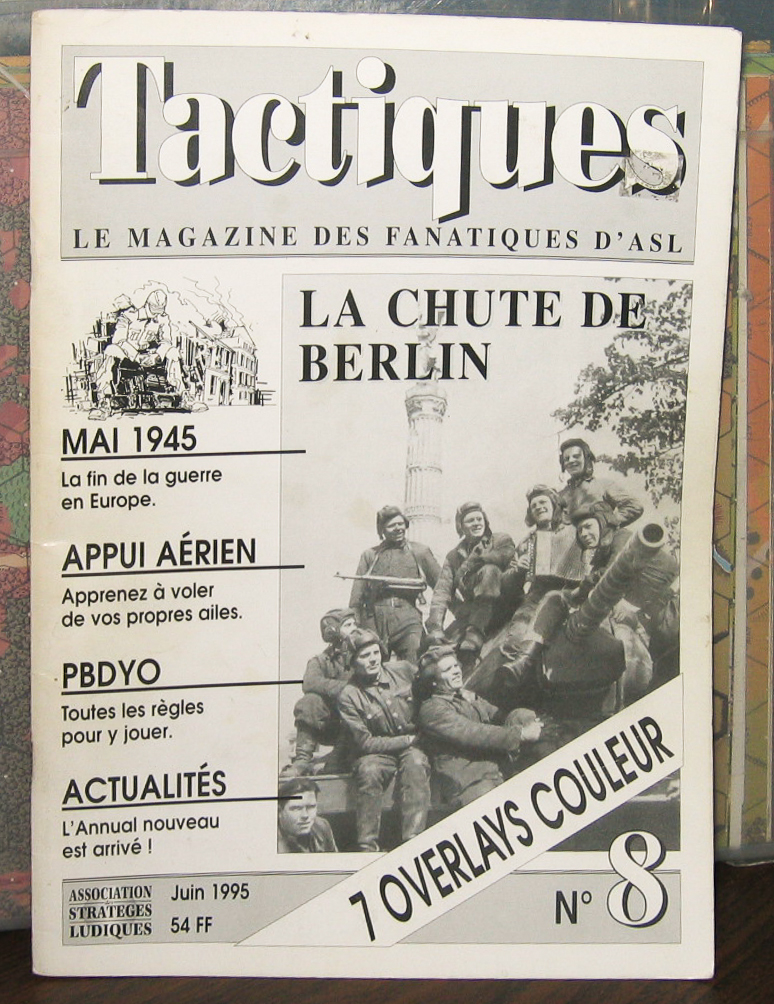 Tactiques
LE MAGAZINE DES FANATIQUES D'ASL
LA CHUTE DE
BERLIN
MAI 1945
La fin de la guerre
en Europe.
APPUI AÉRIEN
Apprenez à voler
de vos propres ailes.
PBDYO
Toutes les règles
pour y jouer.
ACTUALITÉS
L'Annual nouveau
est arrivé !
7 OVERLAYS COULEUR
ASSOCIATION
STRATEGES
LUDIQUES
Juin 1995
54 FF
N° 8